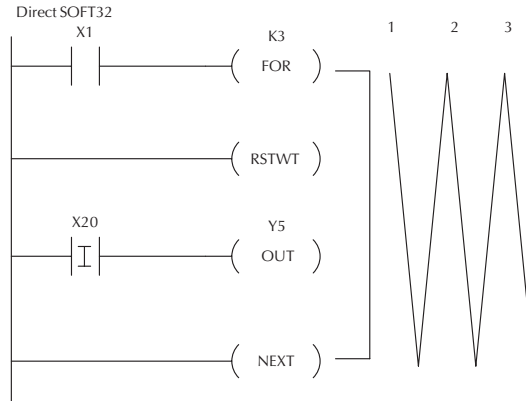 Direct SOFT32
X1
K3
1 2 3
FOR
RSTWT
X20
Y5
I
OUT
NEXT